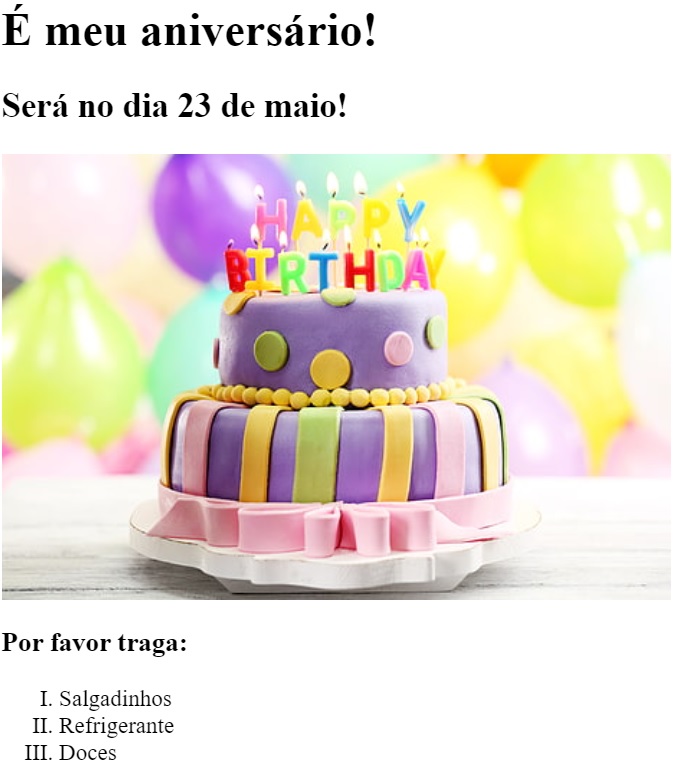 É meu aniversário!
Será no dia 23 de maio!
HAPPY
BIRTHDAY
Por favor traga:
I. Salgadinhos
II. Refrigerante
III. Doces